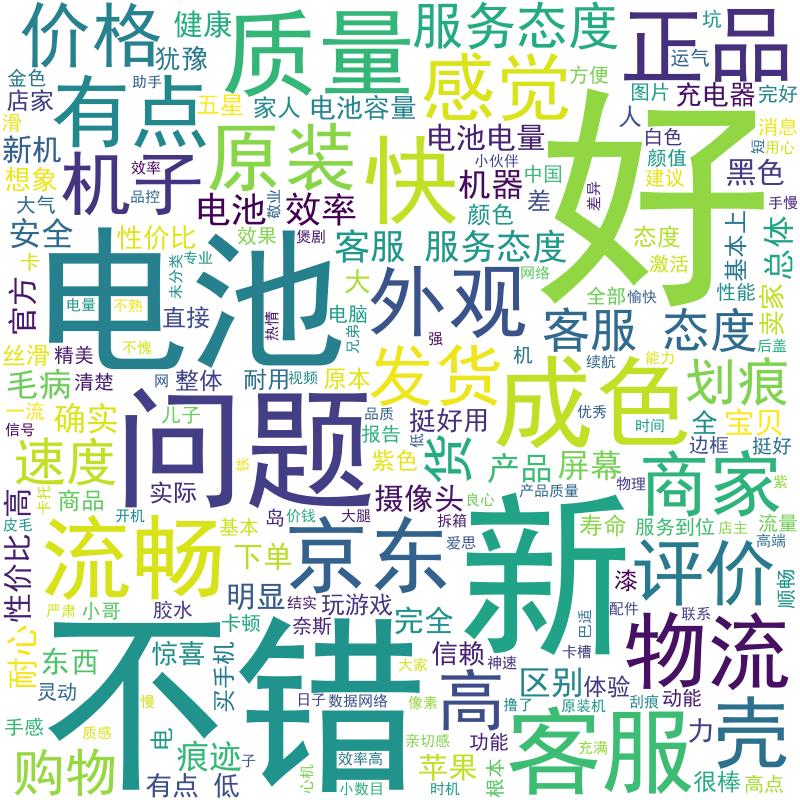 价格
健康
犹豫
质量
服务态度
正品
坑
运气
金色
店家
助手
有点
五星
家人
电池容量
感觉
方便
图片
充电器
完好
滑
新机
想象
大气
机子
效率
品控
原装
敬业
快
电池电量
小伙伴
机器
中国
颜色
差
人
白色
颜值
建议
短
消息
用心
黑色
手慢
好
差异
安全
性价比
电池 效率
效果
煲剧
客服 服务态度
态度
激活
基本上
总体
卡
官方
电量
不熟
未分类
专业
直接
电池
热情
电脑
兄弟
大
外观
网络
强
机
全部
愉快
续航
能力
客服 态度
性能
卖家
后盖
丝滑
精美
不愧
毛病
清楚
网
整体
耐用
视频
原本
发货
挺好用
成色
优秀
时间
划痕
全
宝贝
边框
挺好
一流
信号
确实
儿子
问题
品质
报告
低
紫色
铁
货
产品
屏幕
商家
速度
实际
摄像头
良心
产品质量
物理
紫
性价比 高
卡托
皮毛
商品
开机
流畅
基本
岛
价钱
大腿
拆箱
爱思
新
寿命
服务到位
店主
流量
高端
下单
京东
评价
顺畅
严肃
小哥
胶水
明显
结实
玩游戏
卡顿
奈斯
完全
巴适
漆
配件
联系
耐心
东西
灵动
惊喜
买手机
不错
大家
信赖
神速
卡槽
区别
体验
物流
手感
质感
慢
电
日子
数据网络
像素
高
撸了
原装机
刮痕
动能
壳
购物
痕迹
子
有点 低
心机
效率高
小数目
亲切感
功能
苹果
时机
根本
客服
充满
力
很棒
高点